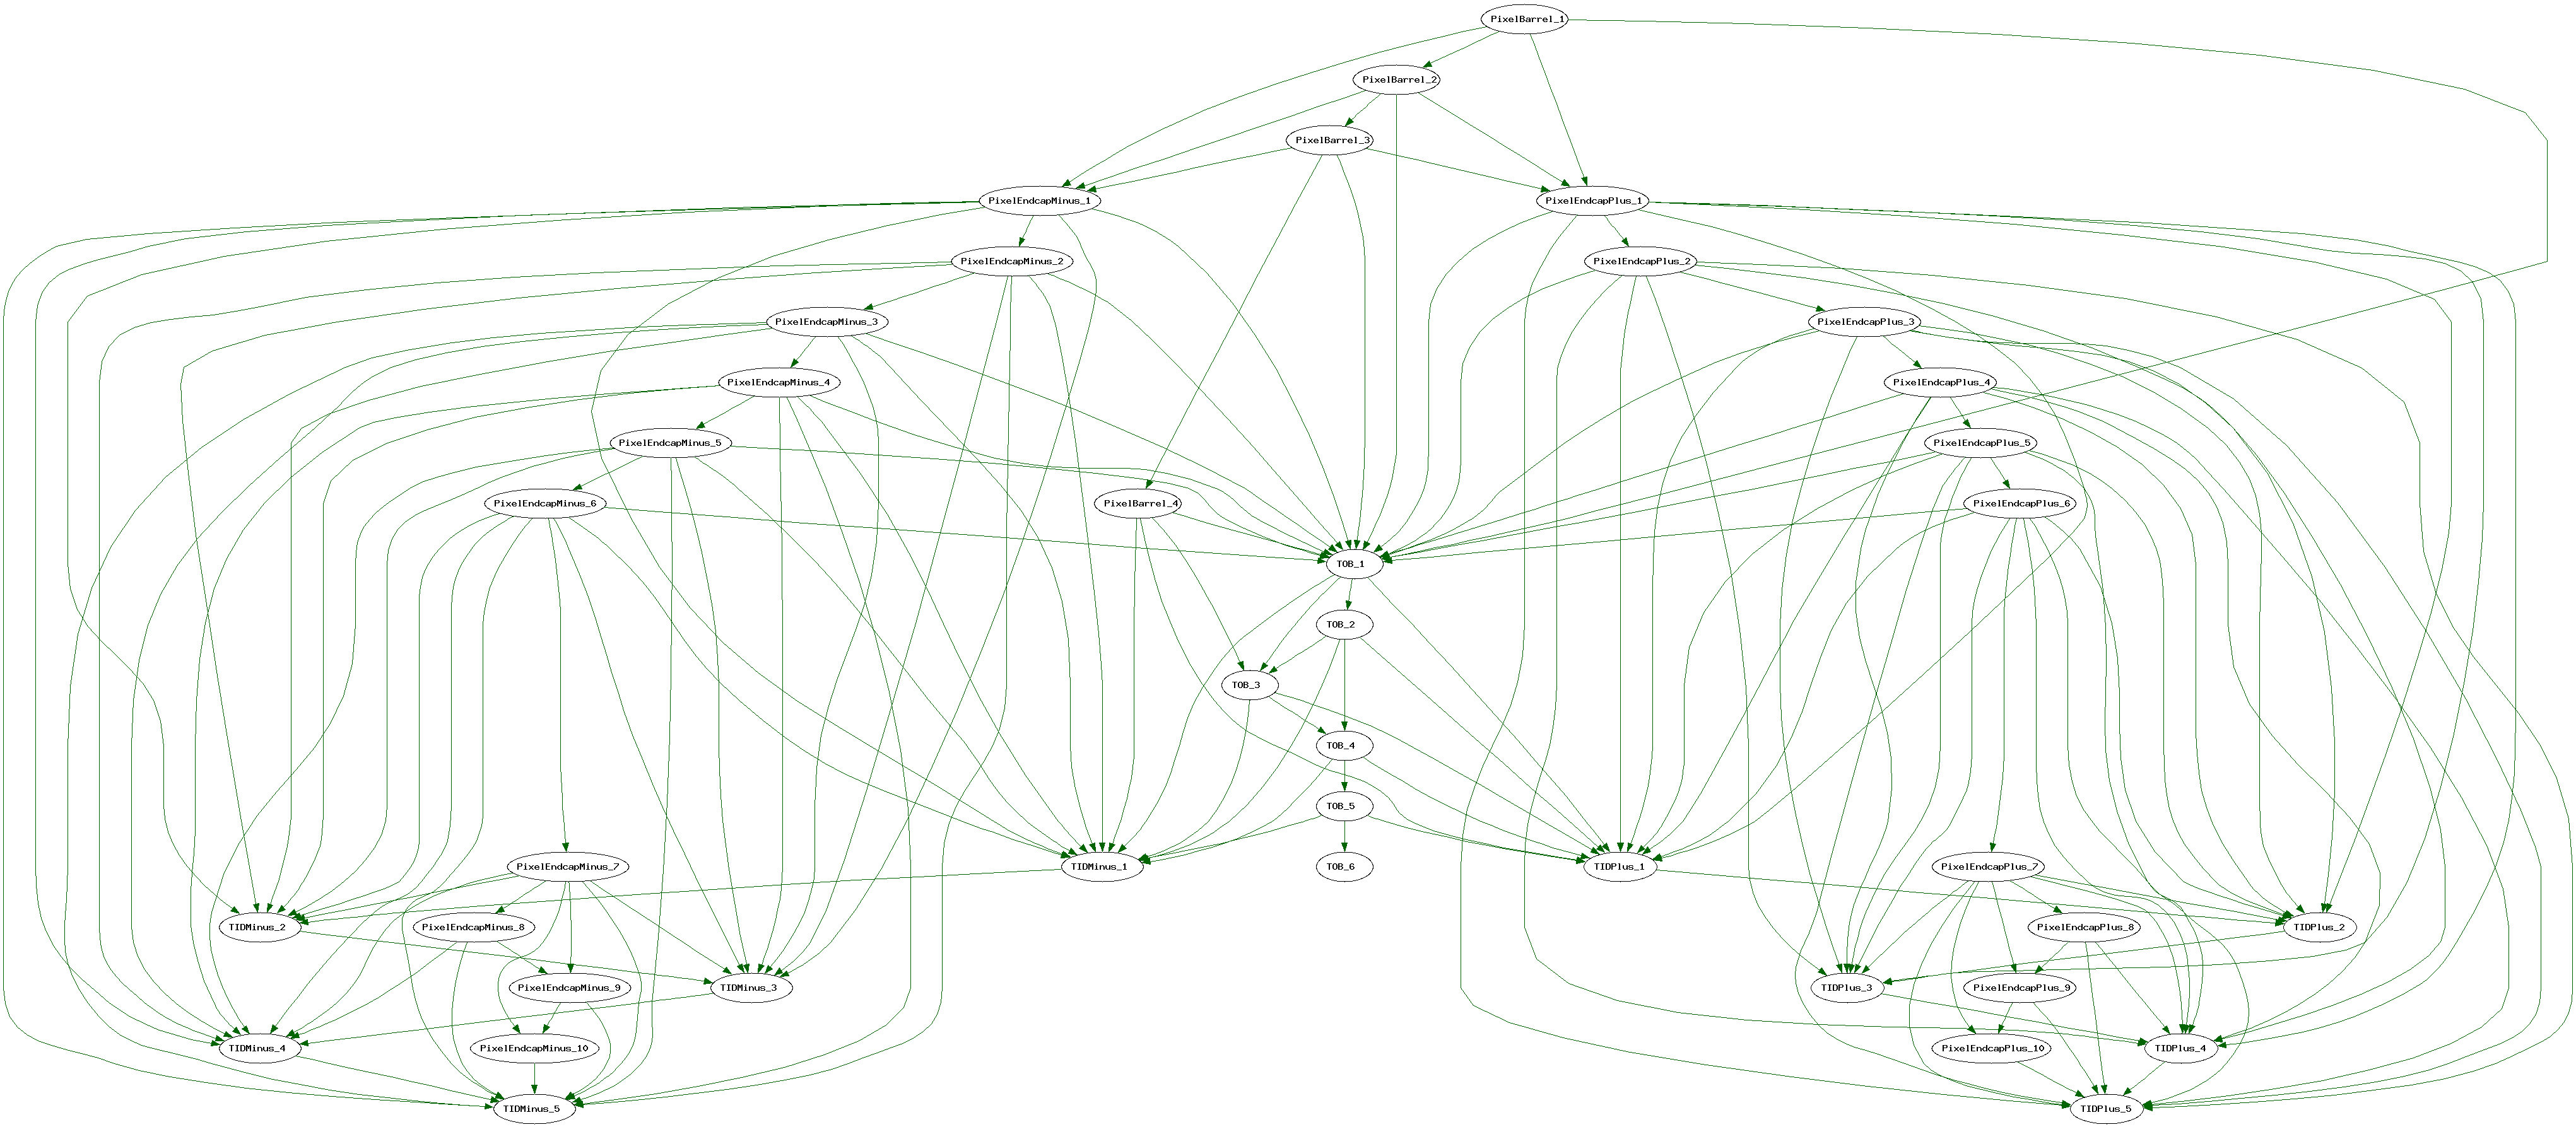 PixelBarrel_1
PixelBarrel_2
PixelBarrel_3
PixelEndcapMinus_1
PixelEndcapPlus_1
PixelEndcapMinus_2
PixelEndcapPlus_2
PixelEndcapMinus_3
PixelEndcapPlus_3
PixelEndcapMinus_4
PixelEndcapPlus_4
PixelEndcapMinus_5
PixelEndcapPlus_5
PixelEndcapMinus_6
PixelBarrel_4
PixelEndcapPlus_6
TOB_1
TOB_2
TOB_3
TOB_4
TOB_5
PixelEndcapMinus_7
TIDMinus_1
TOB_6
TIDPlus_1
PixelEndcapPlus_7
TIDMinus_2
PixelEndcapMinus_8
PixelEndcapPlus_8
TIDPlus_2
PixelEndcapMinus_9
TIDMinus_3
TIDPlus_3
PixelEndcapPlus_9
TIDMinus_4
PixelEndcapMinus_10
PixelEndcapPlus_10
TIDPlus_4
TIDMinus_5
TIDPlus_5